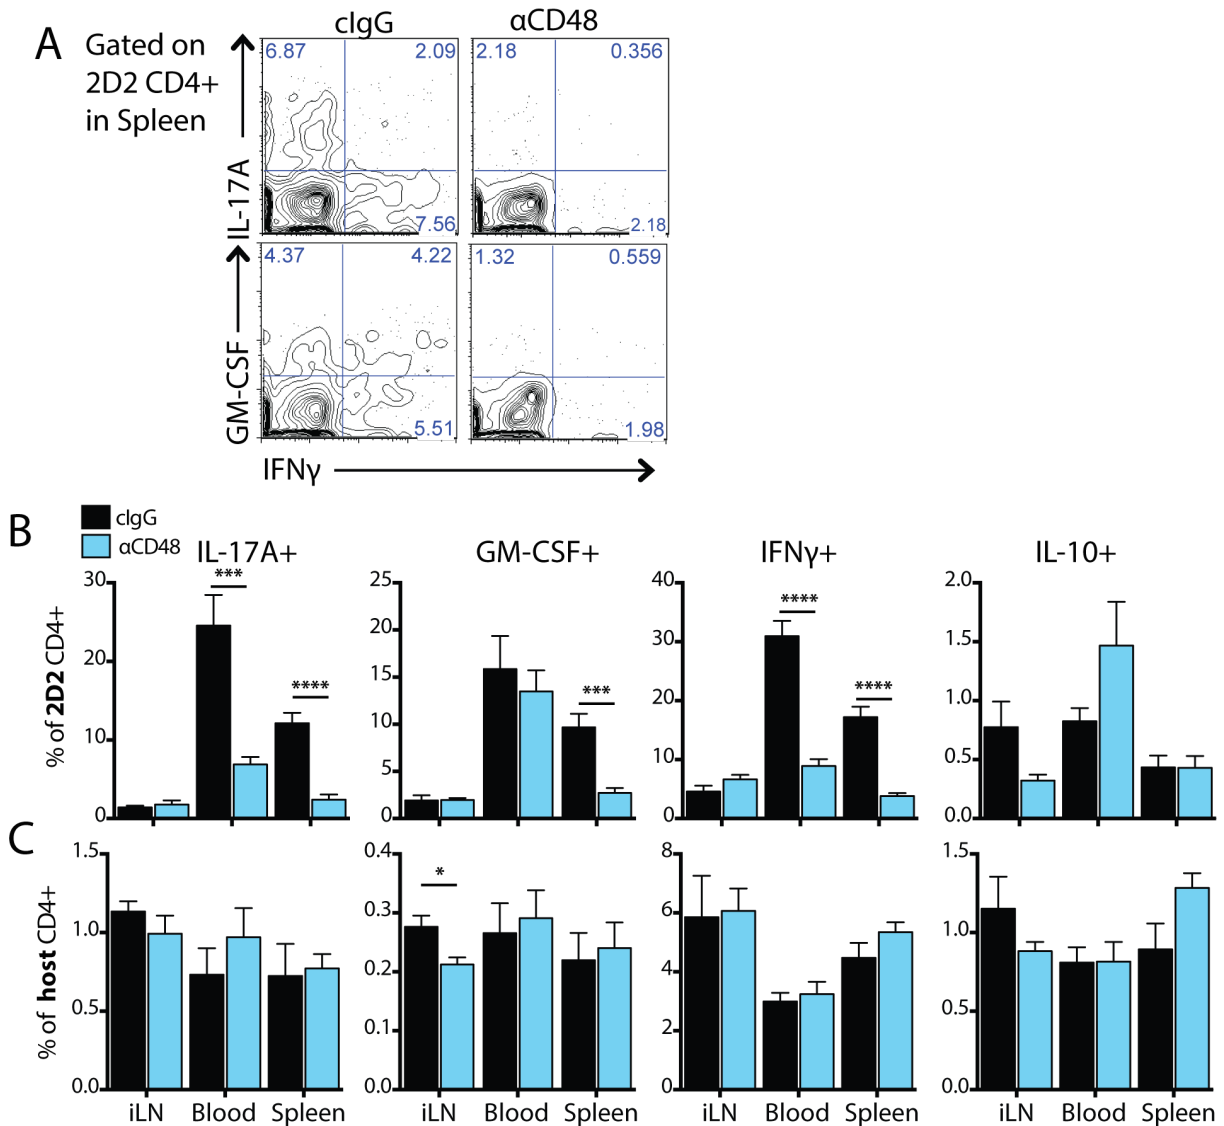 A
Gated on
2D2 CD4+
in Spleen
cIgG
αCD48
6.87
2.09
2.18
0.356
7.56
2.18
IL-17A
4.37
4.22
1.32
0.559
5.51
1.98
GM-CSF
IFNγ
B
cIgG
αCD48
IL-17A+
GM-CSF+
IFNγ+
IL-10+
% of 2D2 CD4+
30
20
10
0
***
****
25
20
15
10
5
0
***
40
30
20
10
0
****
****
2.0
1.5
1.0
0.5
0.0
C
% of host CD4+
1.5
1.0
0.5
0.0
iLN Blood Spleen
0.4
0.3
0.2
0.1
0.0
*
iLN Blood Spleen
8
6
4
2
0
iLN Blood Spleen
1.5
1.0
0.5
0.0
iLN Blood Spleen